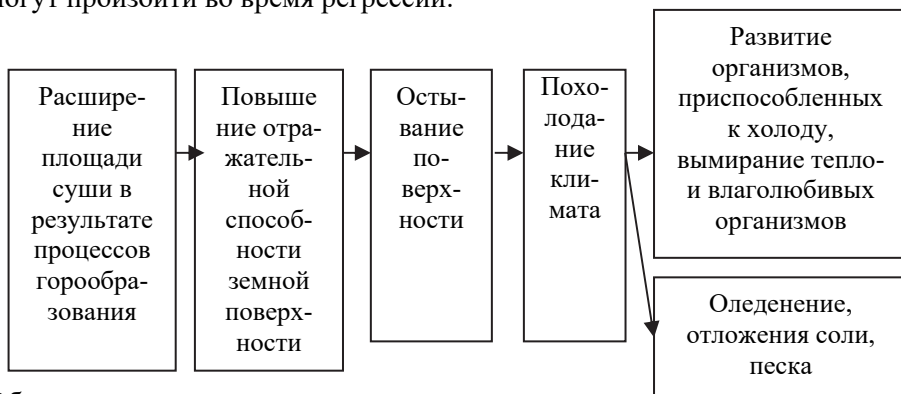 могут произойти во время регрессии.
Расшире-
ние
площади
суши в
результате
процессов
горообра-
зования
Повыше
ние отра-
жатель-
ной
способ-
ности
земной
поверх-
ности
Осты-
вание
по-
верх-
ности
Похо-
лода-
ние
кли-
мата
Развитие
организмов,
приспособленных
к холоду,
вымирание тепло-
и влаголюбивых
организмов
Оледенение,
отложения соли,
песка